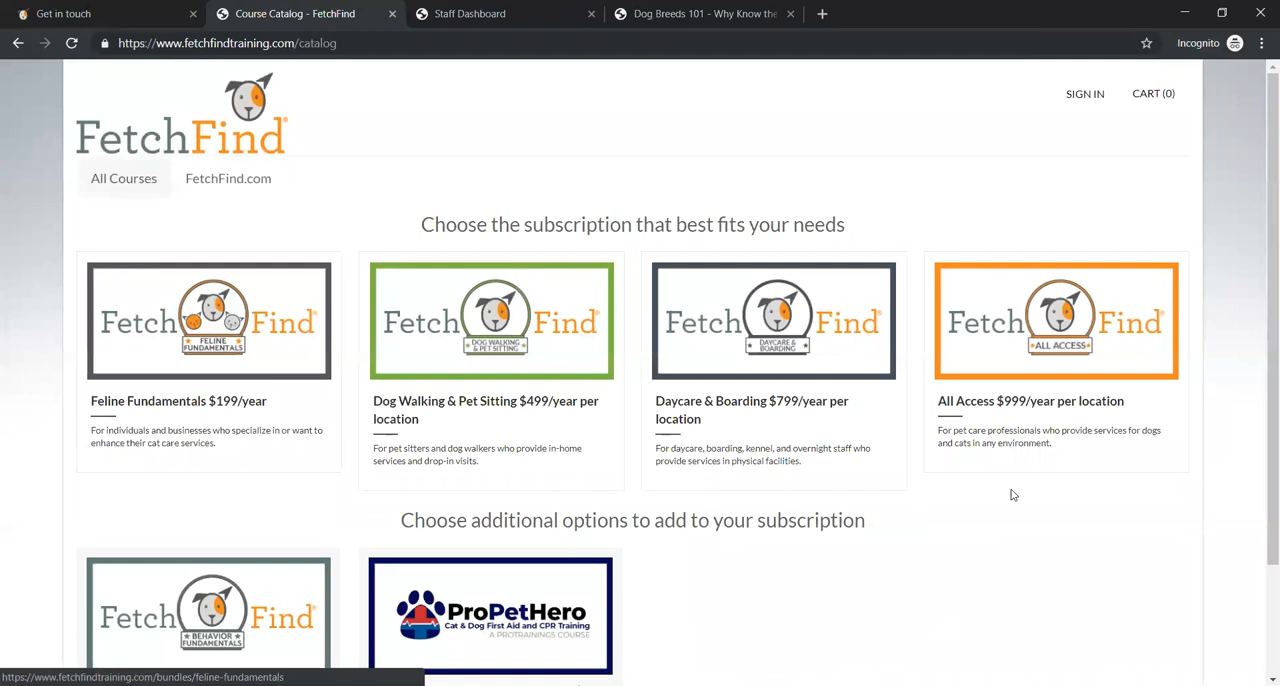 Get in touch
Course Catalog - FetchFind
Staff Dashboard
Dog Breeds 101 - Why Know the
https://www.fetchfindtraining.com/catalog
Incognito
FetchFind
SIGN IN
CART (0)
All Courses
FetchFind.com
Choose the subscription that best fits your needs
Fetch Find®
FELINE
FUNDAMENTALS
Fetch Find®
DOG WALKING
& PET SITTING
Fetch Find®
DAYCARE &
BOARDING
Fetch Find®
ALL ACCESS
Feline Fundamentals $199/year
For individuals and businesses who specialize in or want to
enhance their cat care services.
Dog Walking & Pet Sitting $499/year per
location
For pet sitters and dog walkers who provide in-home
services and drop-in visits.
Daycare & Boarding $799/year per
location
For daycare, boarding, kennel, and overnight staff who
provide services in physical facilities.
All Access $999/year per location
For pet care professionals who provide services for dogs
and cats in any environment.
Choose additional options to add to your subscription
Fetch Find®
BEHAVIOR
FUNDAMENTALS
ProPetHero
Cat & Dog First Aid and CPR Training
A PROTRAININGS COURSE
https://www.fetchfindtraining.com/bundles/feline-fundamentals